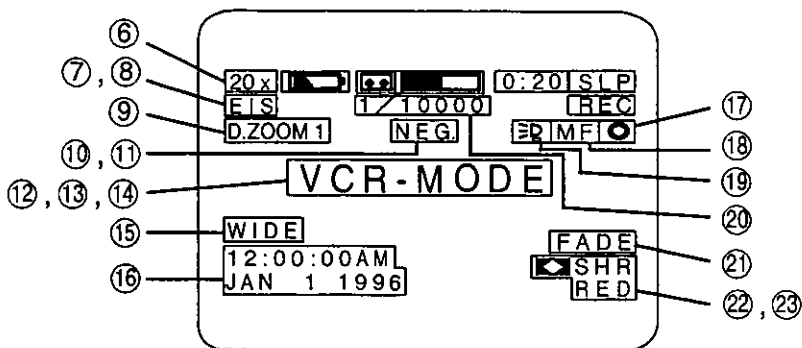 ⑥
20x 0:20 SLP
⑦, ⑧
EIS 1/10000 REC
⑨
D.ZOOM1 NEG. MF
⑰
⑱
⑩, ⑪
⑲
⑫, ⑬, ⑭
VCR-MODE
⑳
⑮
WIDE
FADE
㉑
⑯
12:00:00AM
SHR
JAN 1 1996
RED
㉒, ㉓